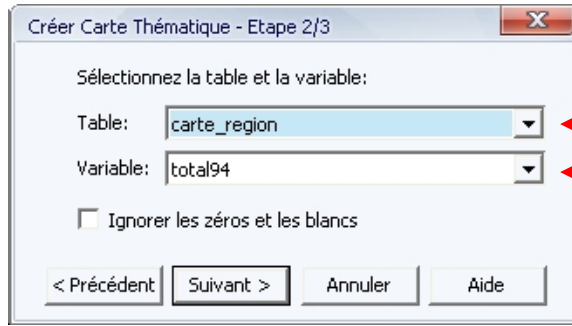 Créer Carte Thématique - Etape 2/3
Sélectionnez la table et la variable:
Table: carte_region
Variable: total94
Ignorer les zéros et les blancs
< Précédent Suivant > Annuler Aide